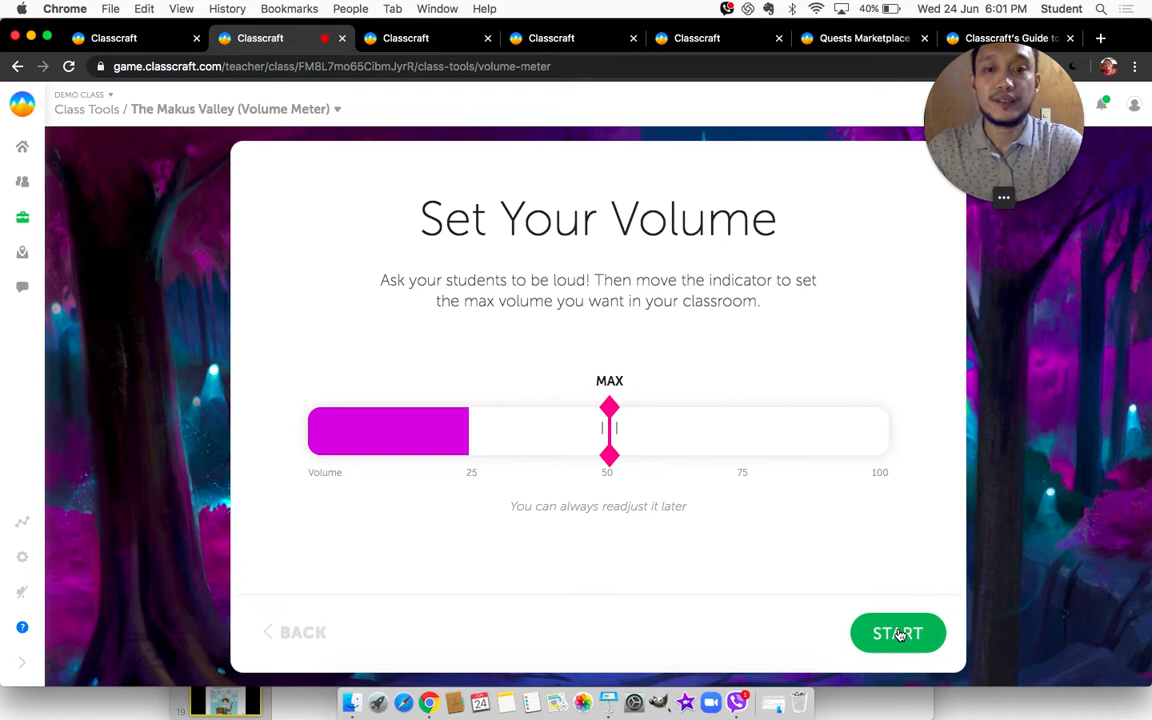 Chrome File Edit View History Bookmarks People Tab Window Help 40% Wed 24 Jun 6:01 PM Student
Classcraft Classcraft Classcraft Classcraft Classcraft Quests Marketplace Classcraft's Guide to
game.classcraft.com/teacher/class/FM8L7mo65CibmJyrR/class-tools/volume-meter
DEMO CLASS
Class Tools / The Makus Valley (Volume Meter)
Set Your Volume
Ask your students to be loud! Then move the indicator to set
the max volume you want in your classroom.
MAX
Volume 25 50 75 100
You can always readjust it later
BACK
START
19